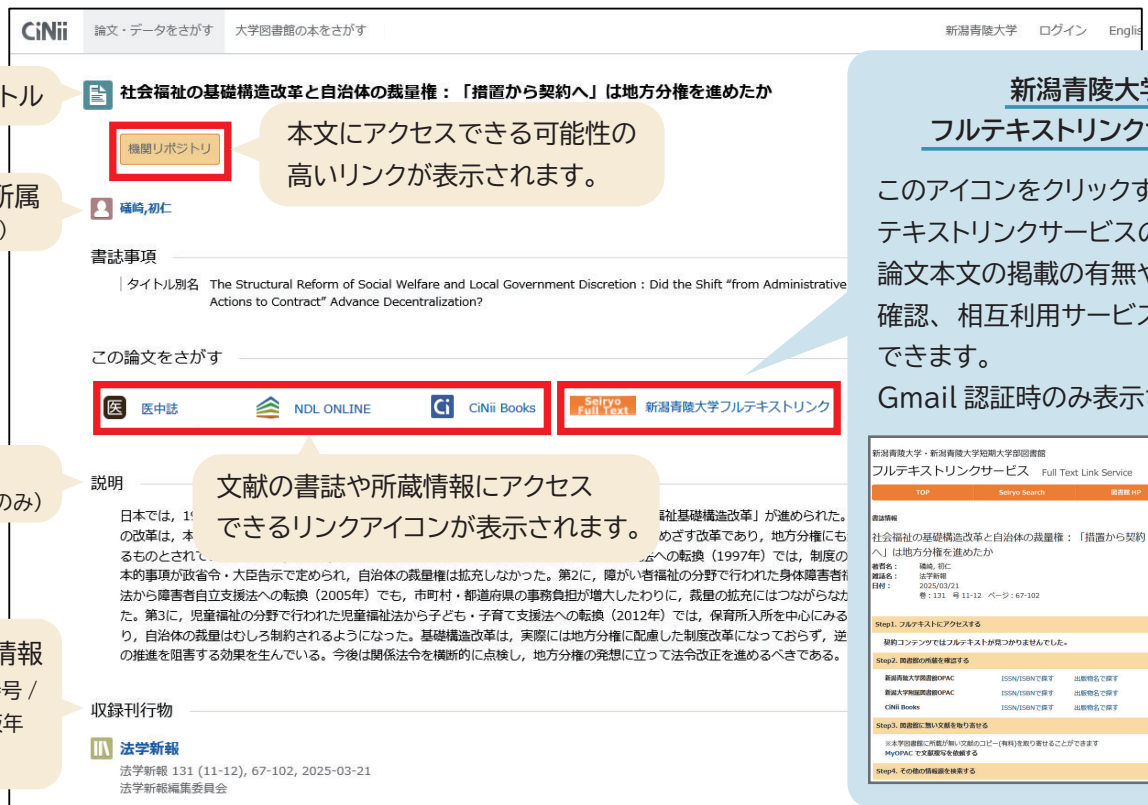 CiNii 論文・データをさがす 大学図書館の本をさがす 新潟青陵大学 ログイン Englis
トル
社会福祉の基礎構造改革と自治体の裁量権：「措置から契約へ」は地方分権を進めたか
機関リポジトリ
本文にアクセスできる可能性の
高いリンクが表示されます。
所属
)
礒崎,初仁
書誌事項
タイトル別名 The Structural Reform of Social Welfare and Local Government Discretion : Did the Shift “from Administrative
Actions to Contract” Advance Decentralization?
この論文をさがす
医 医中誌 NDL ONLINE Ci CiNii Books Seiryo Full Text 新潟青陵大学フルテキストリンク
文献の書誌や所蔵情報にアクセス
できるリンクアイコンが表示されます。
のみ)
説明
日本では，1 福祉基礎構造改革」が進められた。
の改革は，本 めざす改革であり，地方分権にも
るものとされて への転換（1997年）では，制度の
本的事項が政省令・大臣告示で定められ，自治体の裁量権は拡充しなかった。第2に，障がい者福祉の分野で行われた身体障害者
法から障害者自立支援法への転換（2005年）でも，市町村・都道府県の事務負担が増大したわりに，裁量の拡充にはつながらなか
た。第3に，児童福祉の分野で行われた児童福祉法から子ども・子育て支援法への転換（2012年）では，保育所入所を中心にみる
り，自治体の裁量はむしろ制約されるようになった。基礎構造改革は，実際には地方分権に配慮した制度改革になっておらず，逆
の推進を阻害する効果を生んでいる。今後は関係法令を横断的に点検し，地方分権の発想に立って法令改正を進めるべきである。
情報
号 /
年
収録刊行物
法学新報
法学新報 131 (11-12), 67-102, 2025-03-21
法学新報編集委員会
新潟青陵大学
フルテキストリンク
このアイコンをクリックす
テキストリンクサービスの
論文本文の掲載の有無や
確認、相互利用サービス
できます。
Gmail 認証時のみ表示
新潟青陵大学・新潟青陵大学短期大学部図書館
フルテキストリンクサービス Full Text Link Service
TOP Seiryo Search 図書館 HP
書誌情報
社会福祉の基礎構造改革と自治体の裁量権：「措置から契約
へ」は地方分権を進めたか
著者名： 礒崎, 初仁
雑誌名： 法学新報
日付： 2025/03/21
巻：131 号 11-12 ページ：67-102
Step1. フルテキストにアクセスする
契約コンテンツではフルテキストが見つかりませんでした。
Step2. 図書館の所蔵を確認する
新潟青陵大学図書館OPAC ISSN/ISBNで探す 出版物名で探す
新潟大学附属図書館OPAC ISSN/ISBNで探す 出版物名で探す
CiNii Books ISSN/ISBNで探す 出版物名で探す
Step3. 図書館に無い文献を取り寄せる
※本学図書館に所蔵が無い文献のコピー(有料)を取り寄せることができます
MyOPAC で文献複写を依頼する
Step4. その他の情報源を検索する